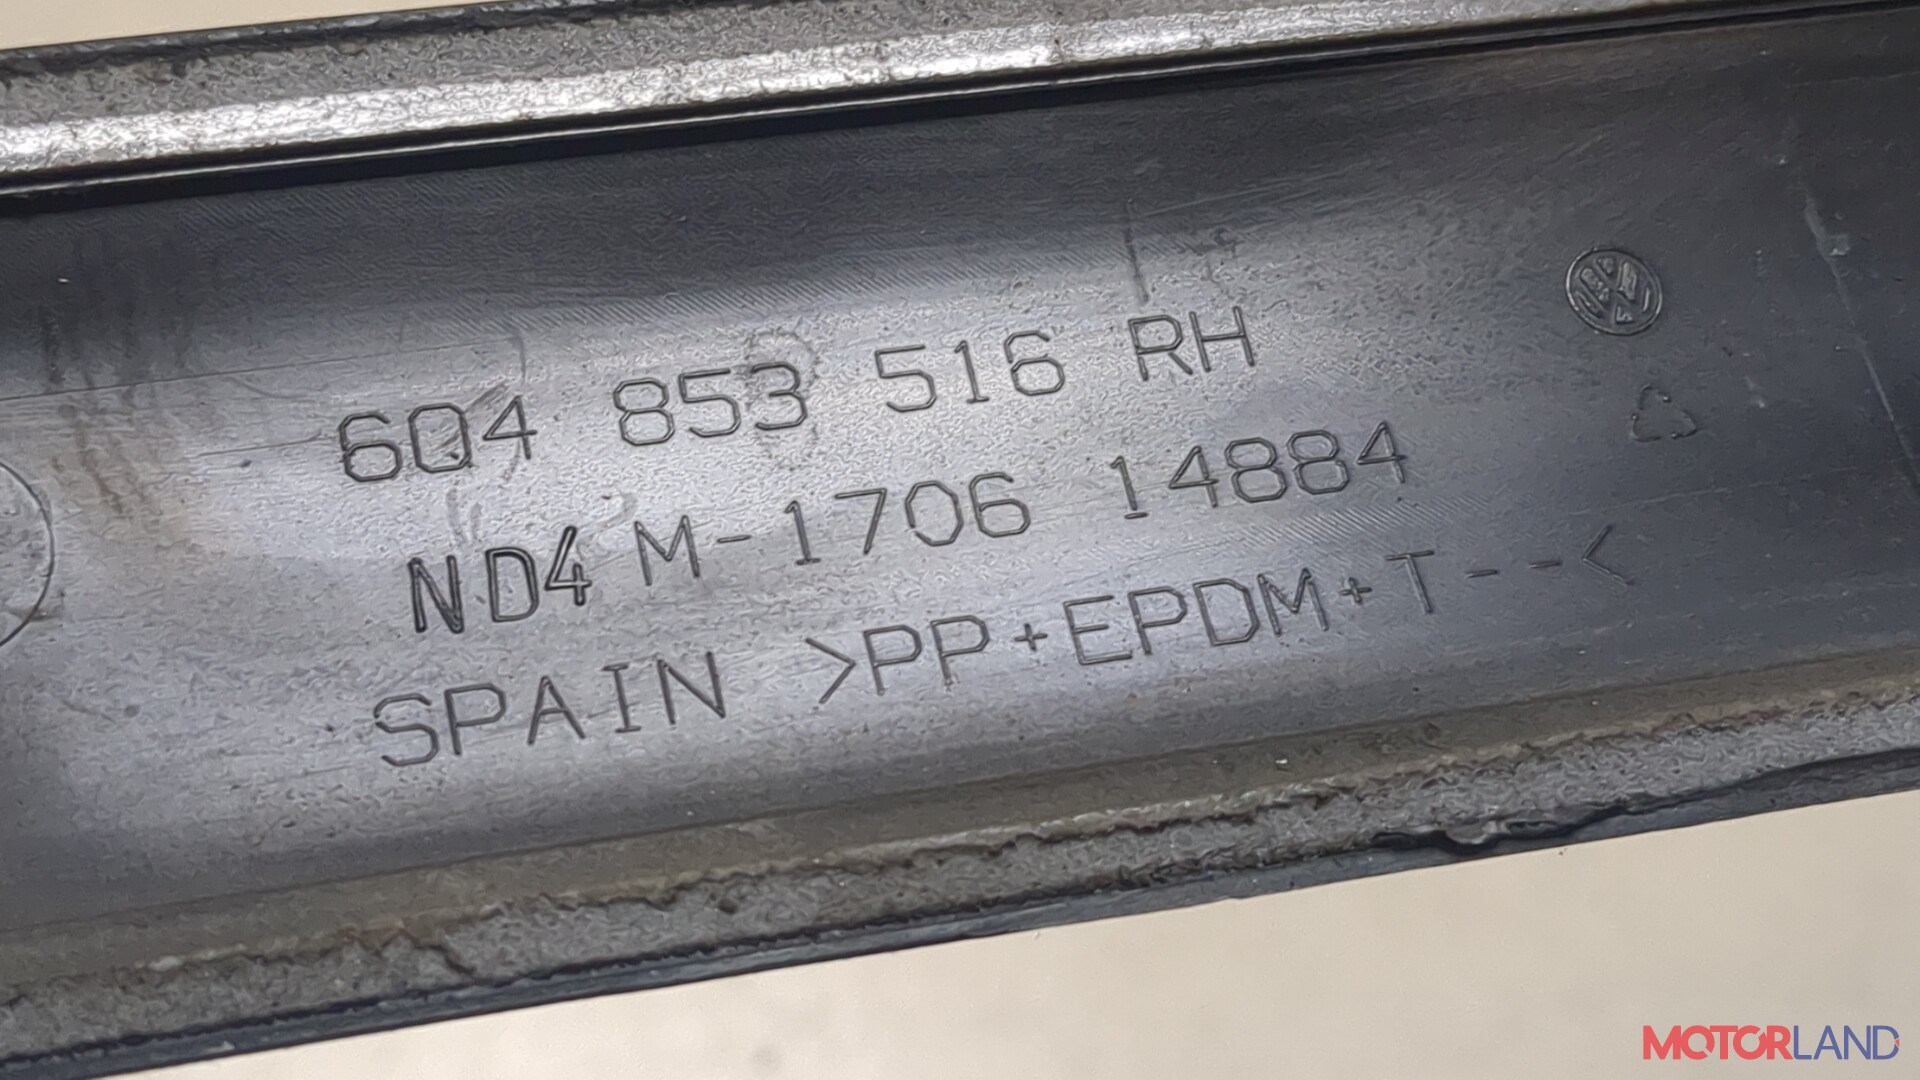 6Q4 853 516 RH
ND4 M-1706 14884
SPAIN >PP+EPDM+T--<
MOTORLAND